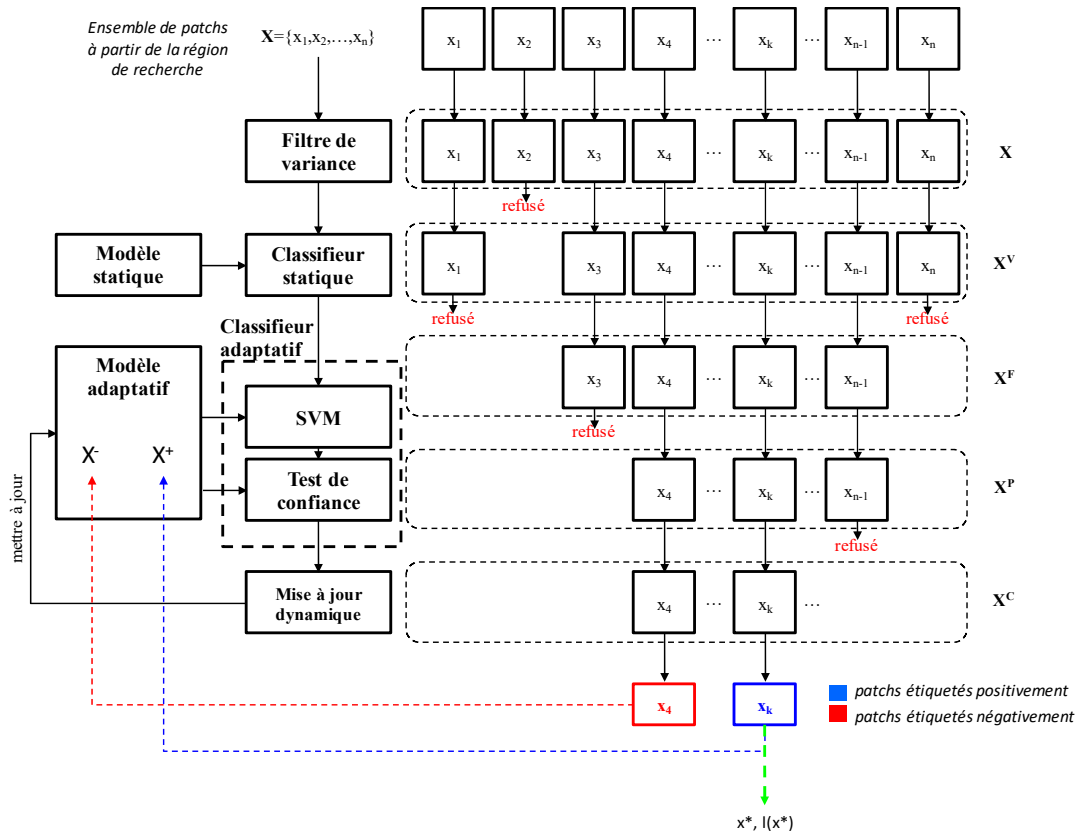 Ensemble de patchs
à partir de la région
de recherche
X={x1,x2,…,xn}
x1 x2 x3 x4 … xk … xn-1 xn
Filtre de
variance
x1 x2 x3 x4 … xk … xn-1 xn
X
refusé
Modèle
statique
Classifieur
statique
x1 x3 x4 … xk … xn-1 xn
X^V
refusé
refusé
Classifieur
adaptatif
Modèle
adaptatif
SVM
x3 x4 … xk … xn-1
X^F
refusé
X- X+
Test de
confiance
x4 … xk … xn-1
X^P
refusé
mettre à jour
Mise à jour
dynamique
x4 … xk …
X^C
x4 xk
patchs étiquetés positivement
patchs étiquetés négativement
x*, l(x*)